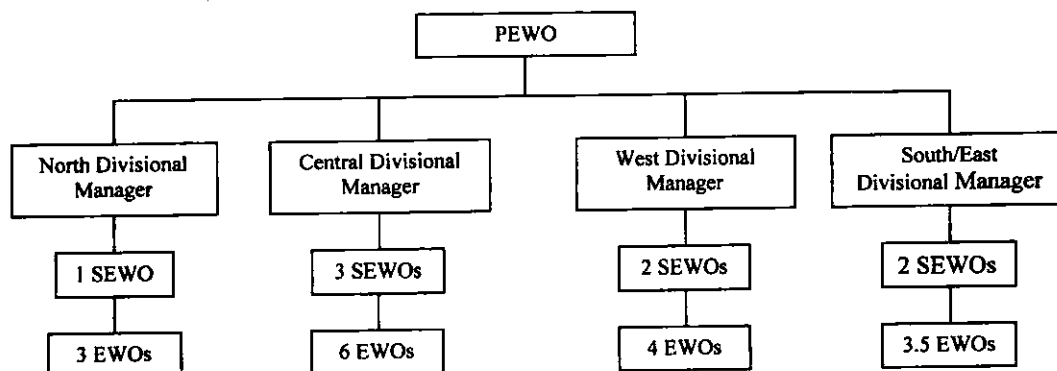 PEWO
North Divisional
Manager
Central Divisional
Manager
West Divisional
Manager
South/East
Divisional Manager
1 SEWO
3 SEWOs
2 SEWOs
2 SEWOs
3 EWOs
6 EWOs
4 EWOs
3.5 EWOs